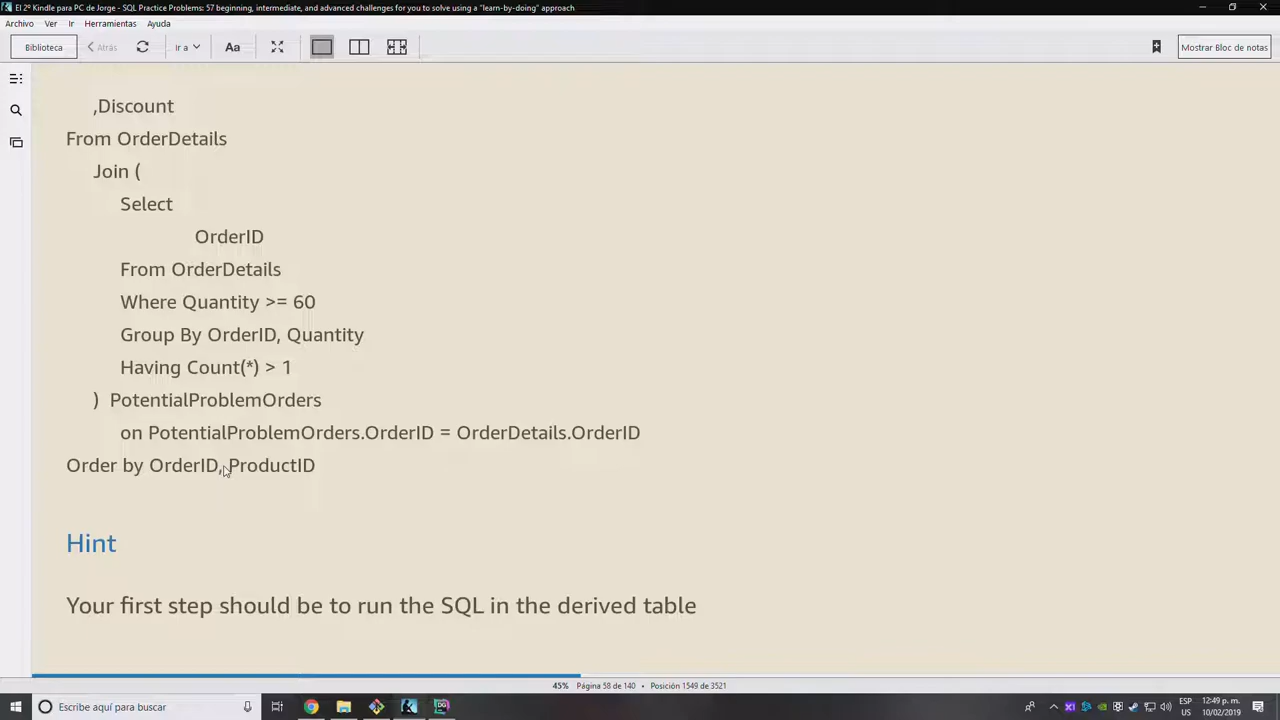 El 2º Kindle para PC de Jorge - SQL Practice Problems: 57 beginning, intermediate, and advanced challenges for you to solve using a “learn-by-doing” approach
Archivo Ver Ir Herramientas Ayuda
Biblioteca Atrás Ir a Aa Mostrar Bloc de notas
,Discount
From OrderDetails
Join (
Select
OrderID
From OrderDetails
Where Quantity >= 60
Group By OrderID, Quantity
Having Count(*) > 1
) PotentialProblemOrders
on PotentialProblemOrders.OrderID = OrderDetails.OrderID
Order by OrderID, ProductID
Hint
Your first step should be to run the SQL in the derived table
45% • Página 58 de 140 • Posición 1549 de 3521
Escribe aquí para buscar
ESP
US
12:49 p. m.
10/02/2019